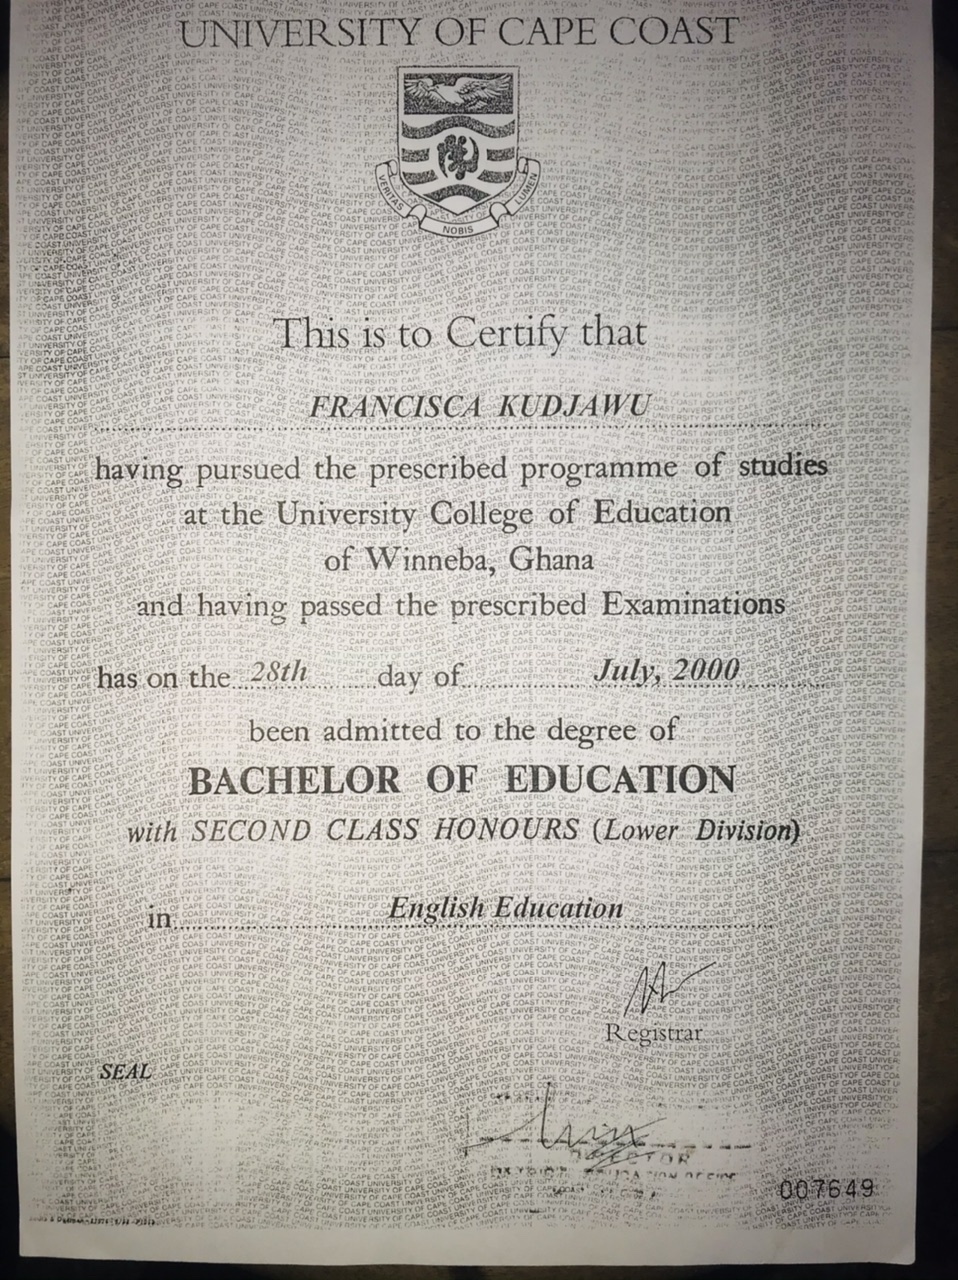 UNIVERSITY OF CAPE COAST
VERITAS NOBIS LUMEN
This is to Certify that
FRANCISCA KUDJAWU
having pursued the prescribed programme of studies
at the University College of Education
of Winneba, Ghana
and having passed the prescribed Examinations
has on the 28th day of July, 2000
been admitted to the degree of
BACHELOR OF EDUCATION
with SECOND CLASS HONOURS (Lower Division)
in English Education
Registrar
SEAL
DIRECTOR
007649